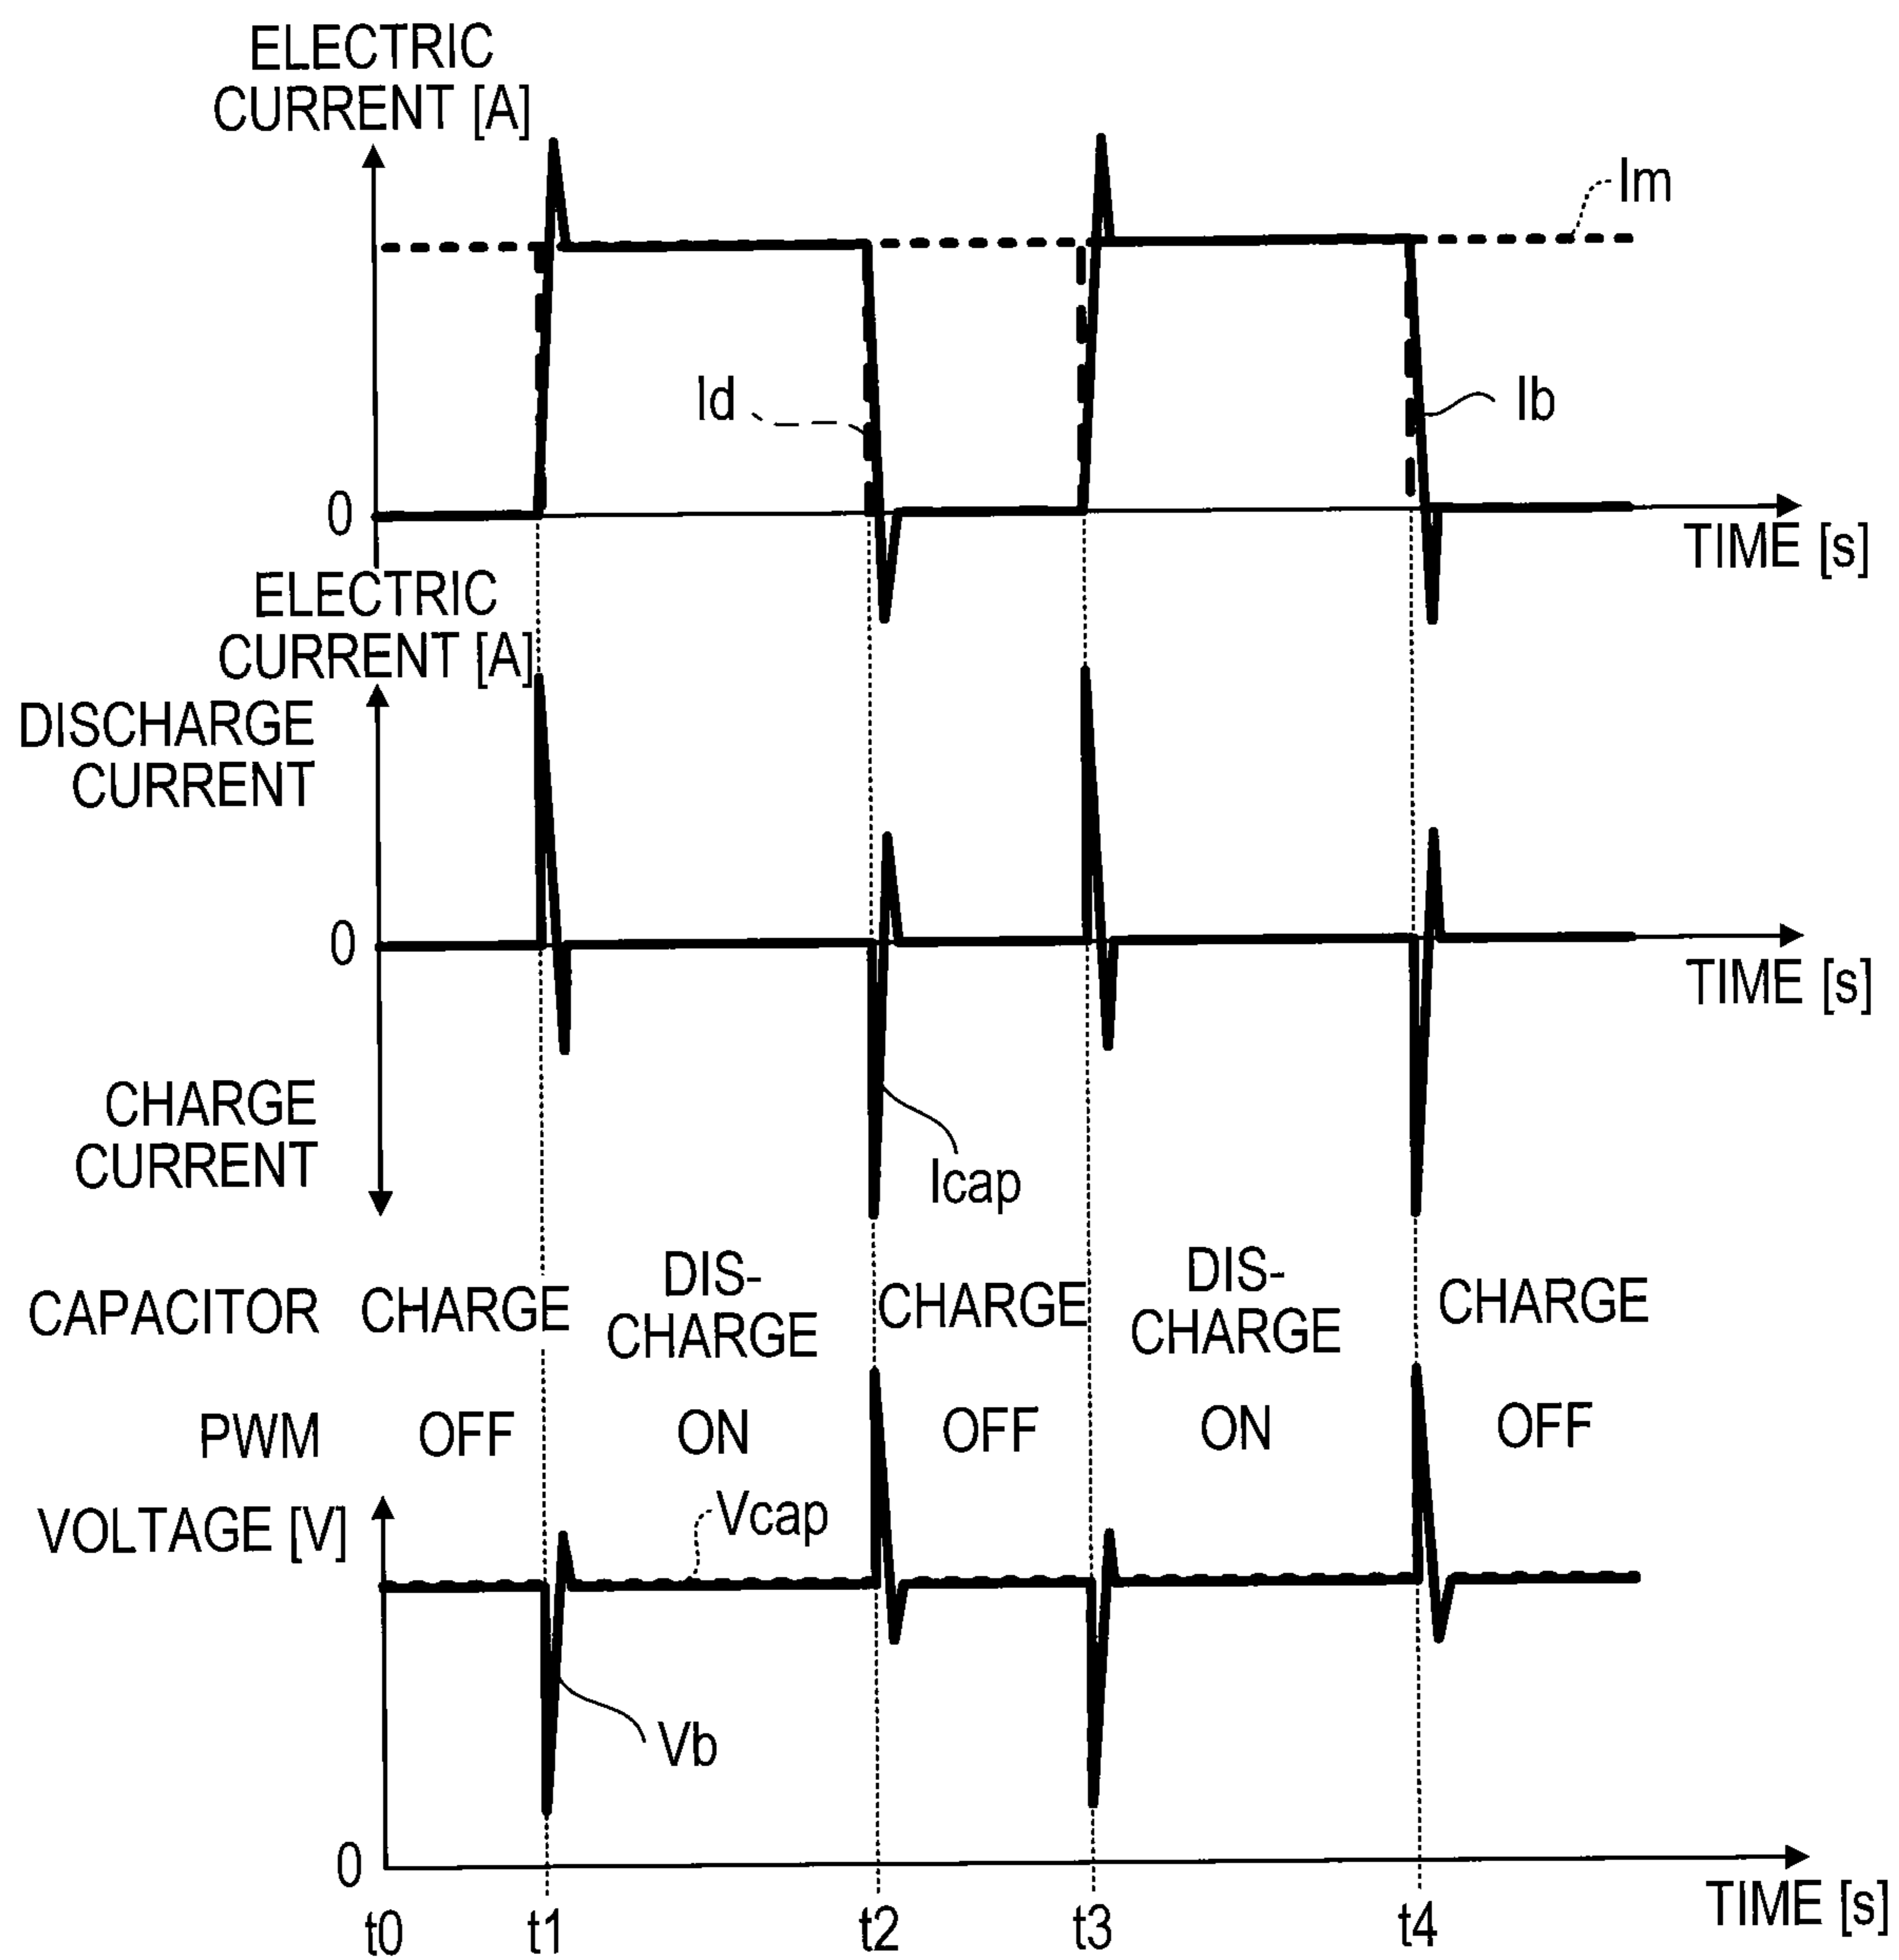 ELECTRIC
CURRENT [A]
Im
Id
Ib
0
TIME [s]
ELECTRIC
CURRENT [A]
DISCHARGE
CURRENT
0
TIME [s]
CHARGE
CURRENT
Icap
CAPACITOR CHARGE DIS-
CHARGE CHARGE DIS-
CHARGE CHARGE
PWM OFF ON OFF ON OFF
VOLTAGE [V]
Vcap
Vb
0
TIME [s]
t0 t1 t2 t3 t4